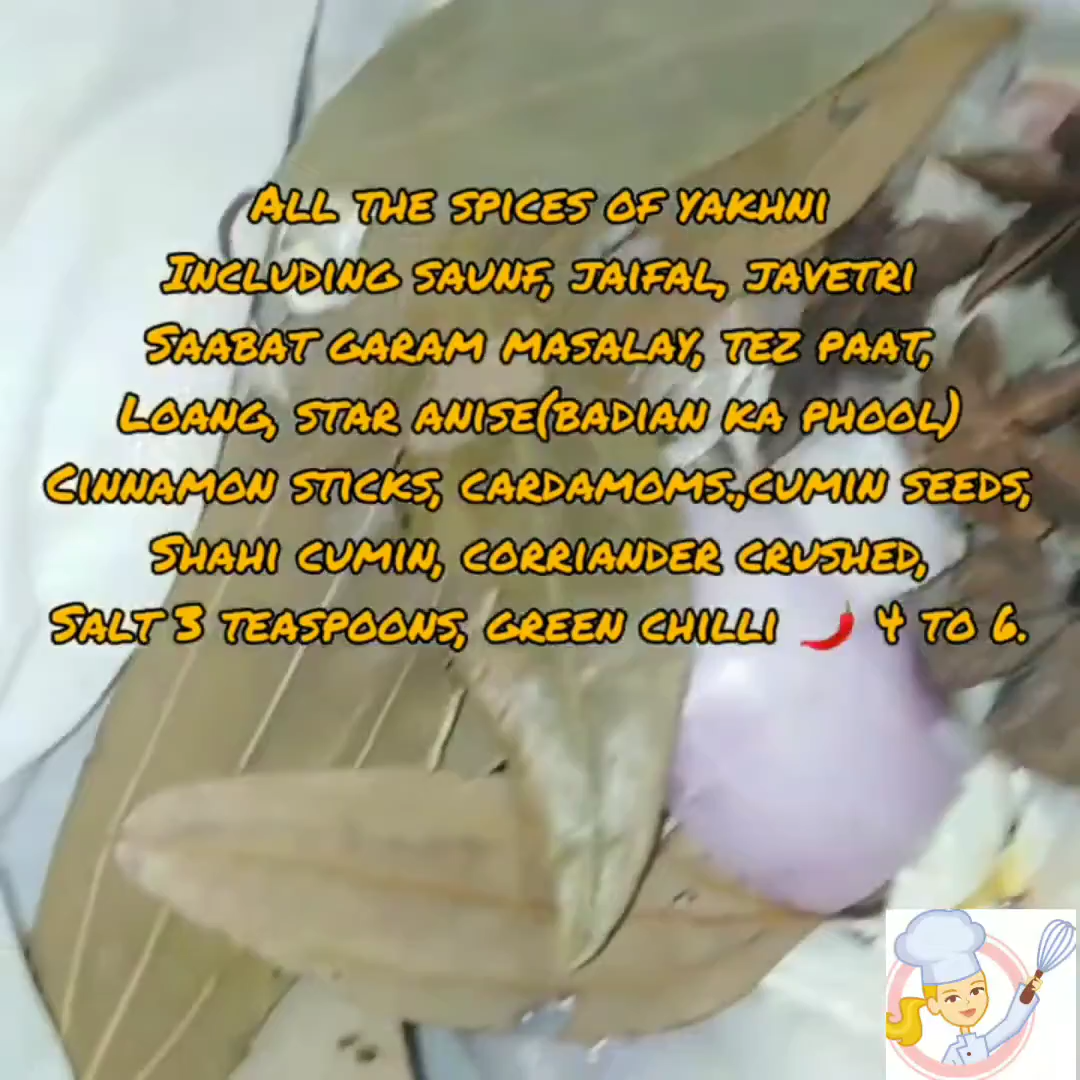 All the spices of yakhni
Including saunf, jaifal, javetri
Saabat garam masalay, tez paat,
Loang, star anise(badian ka phool)
Cinnamon sticks, cardamoms.,cumin seeds,
Shahi cumin, corriander crushed,
Salt 3 teaspoons, green chilli 🌶️ 4 to 6.